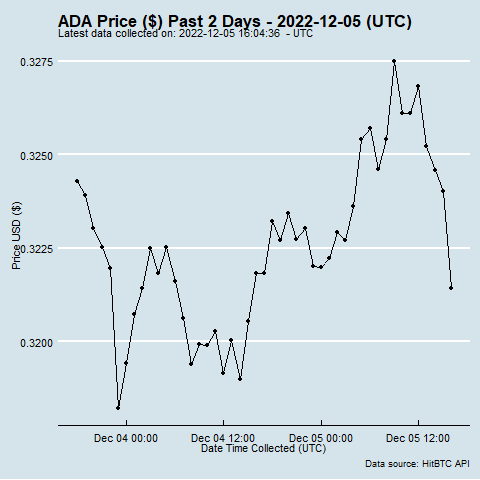 ADA Price ($) Past 2 Days - 2022-12-05 (UTC)
Latest data collected on: 2022-12-05 16:04:36 - UTC
0.3275
0.3250
0.3225
0.3200
Price USD ($)
Dec 04 00:00 Dec 04 12:00 Dec 05 00:00 Dec 05 12:00
Date Time Collected (UTC)
Data source: HitBTC API